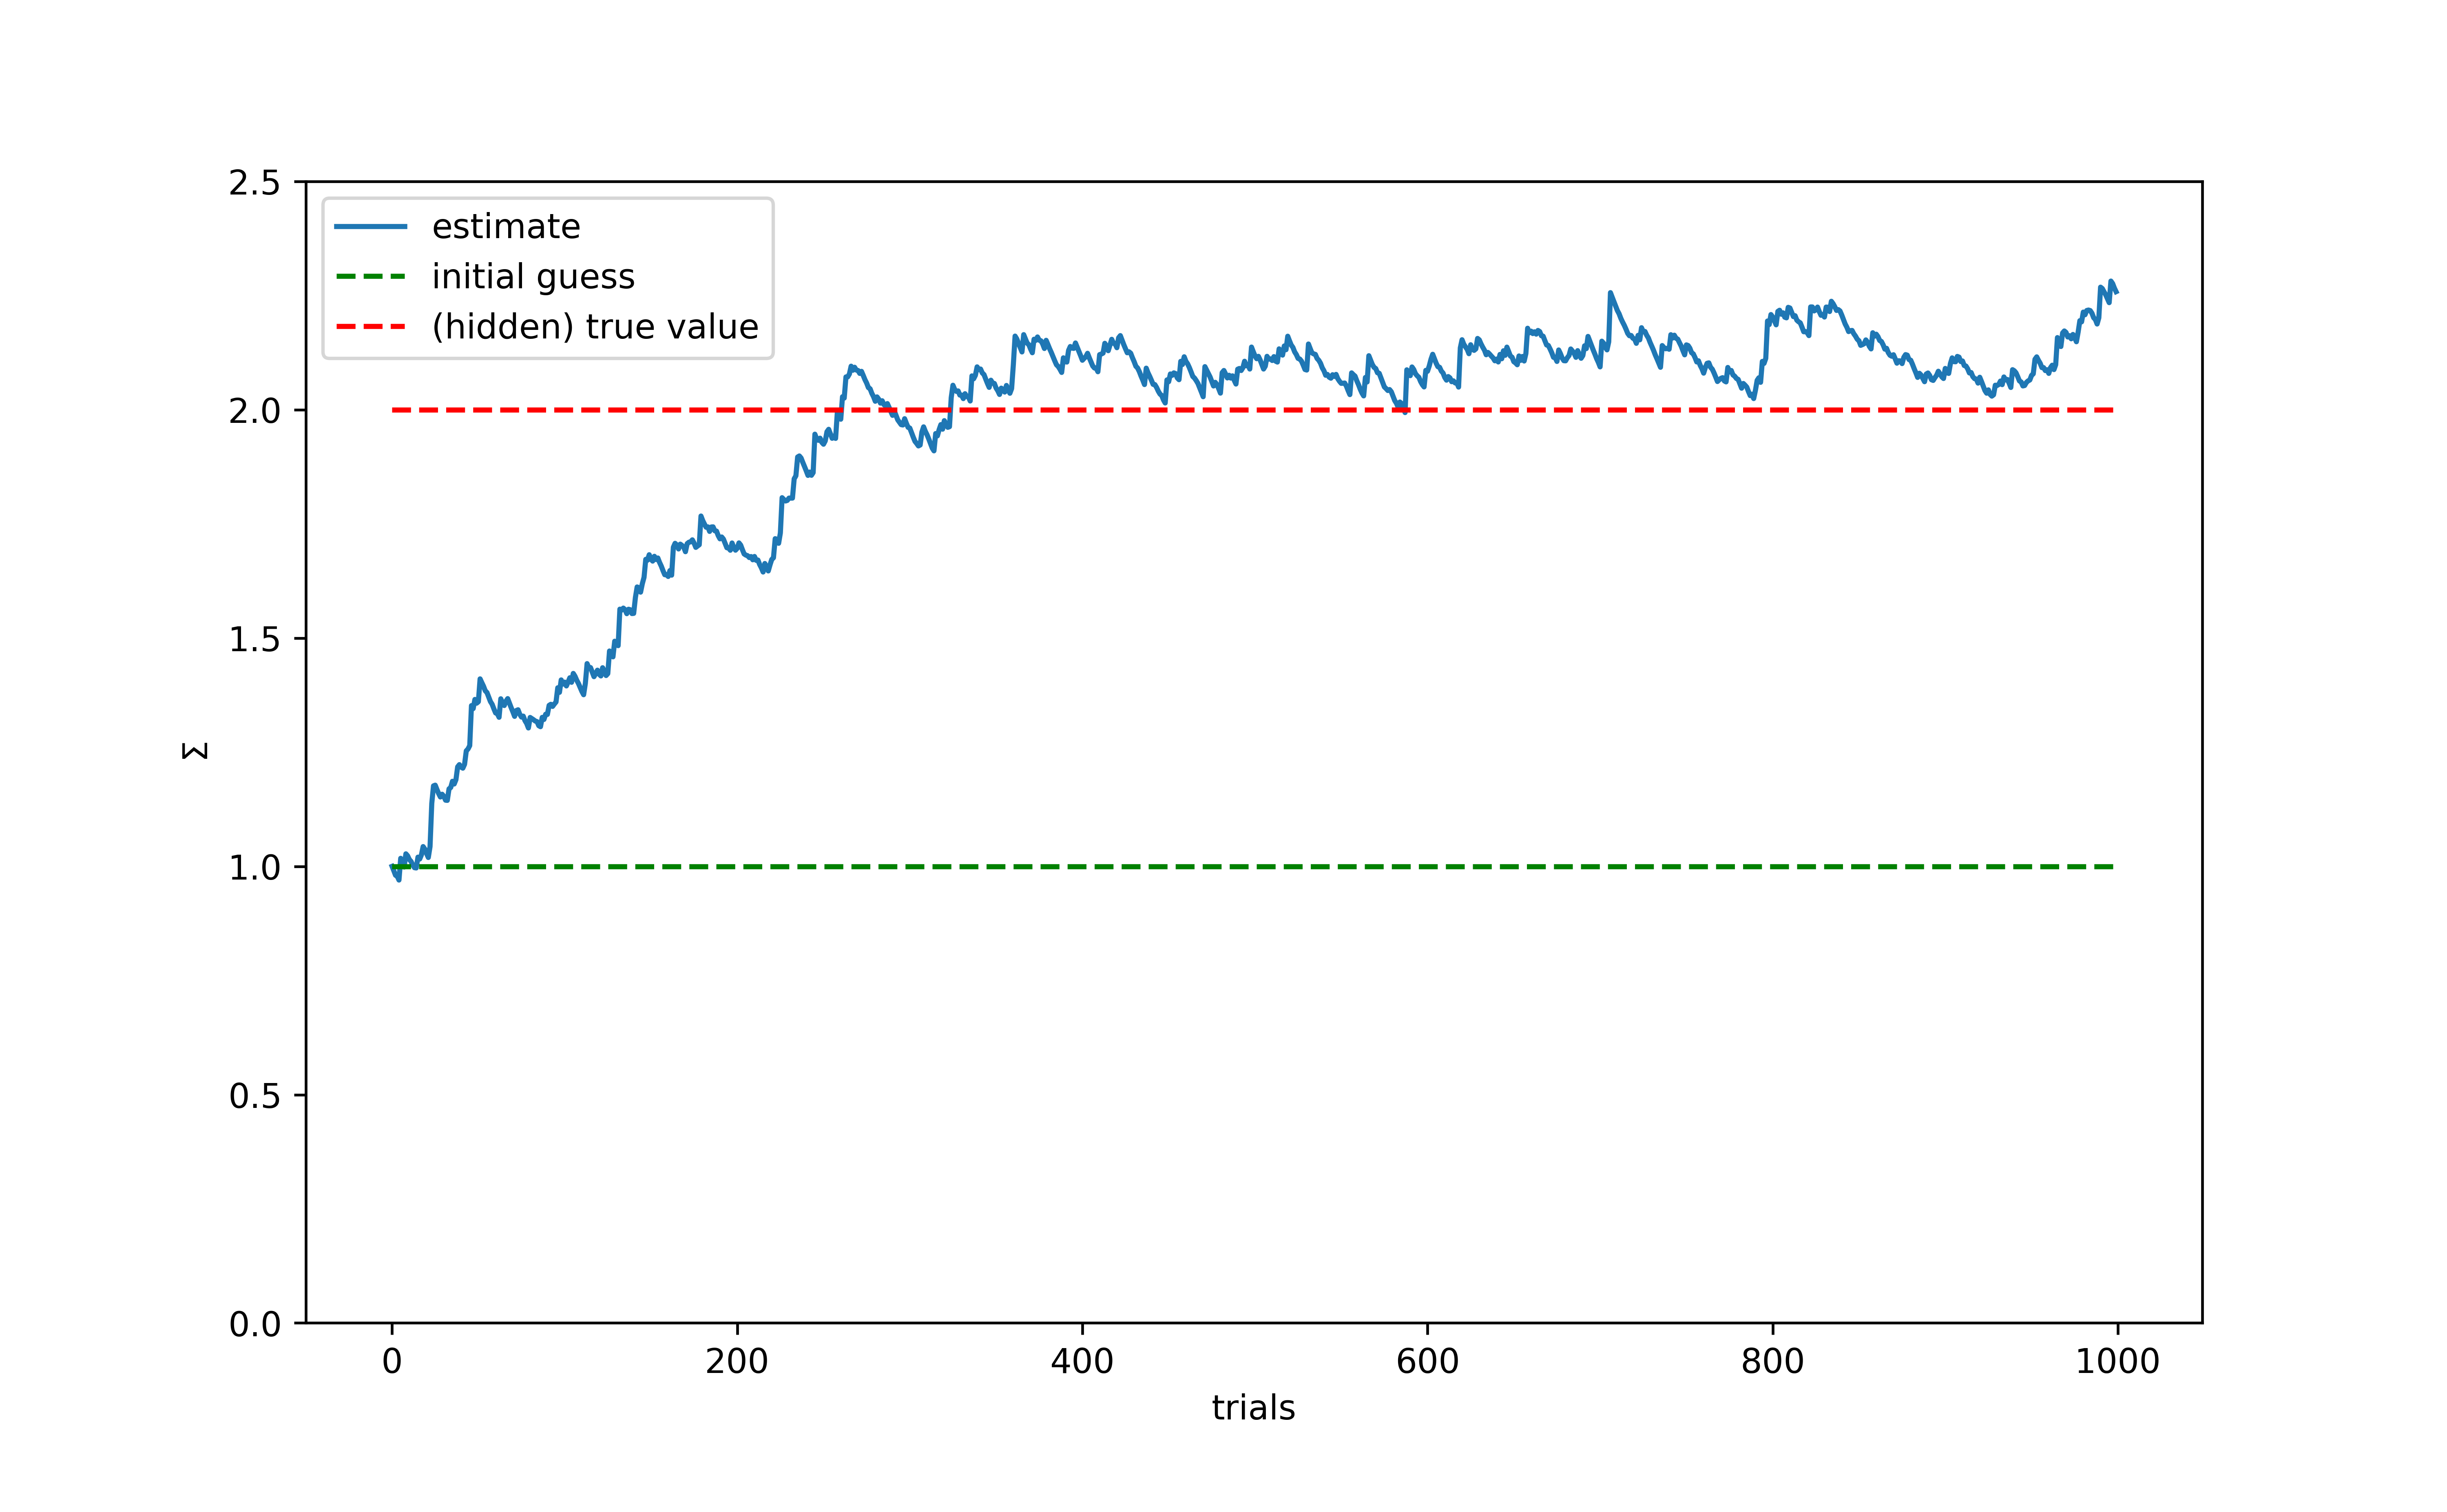 2.5
estimate
initial guess
(hidden) true value
2.0
1.5
Σ
1.0
0.5
0.0
0 200 400 600 800 1000
trials